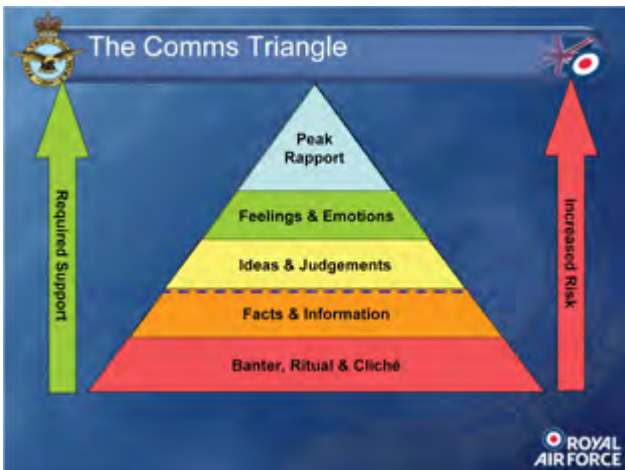 The Comms Triangle
Peak
Rapport
Feelings & Emotions
Ideas & Judgements
Facts & Information
Banter, Ritual & Cliché
Required Support
Increased Risk
ROYAL
AIR FORCE